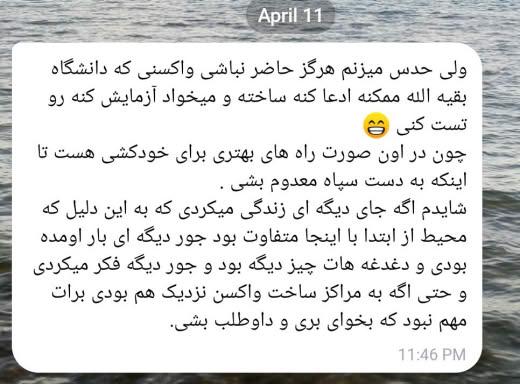 April 11
ولی حدس میزنم هرگز حاضر نباشی واکسنی که دانشگاه
بقیه الله ممکنه ادعا کنه ساخته و میخواد آزمایش کنه رو
تست کنی 😁
چون در اون صورت راه های بهتری برای خودکشی هست تا
اینکه به دست سپاه معدوم بشی .
شایدم اگه جای دیگه ای زندگی میکردی که به این دلیل که
محیط از ابتدا با اینجا متفاوت بود جور دیگه ای بار اومده
بودی و دغدغه هات چیز دیگه بود و جور دیگه فکر میکردی
و حتی اگه به مراکز ساخت واکسن نزدیک هم بودی برات
مهم نبود که بخوای بری و داوطلب بشی.
11:46 PM